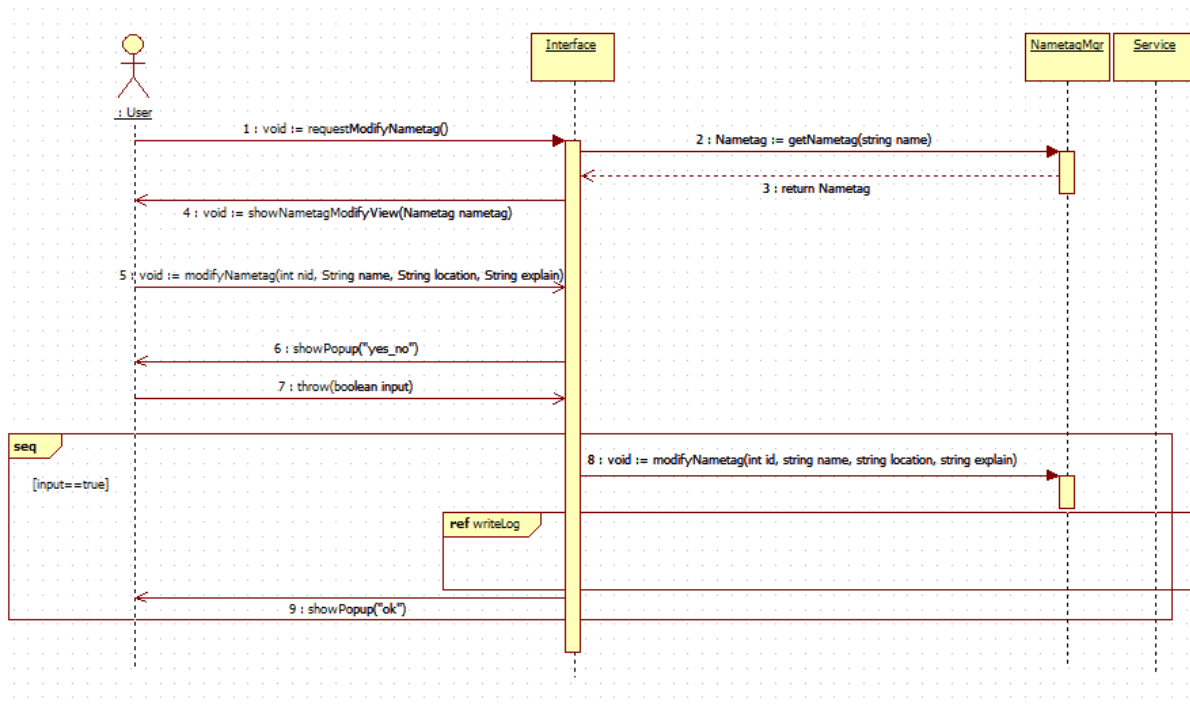 Interface
NametagMgr
Service
: User
1 : void := requestModifyNametag()
2 : Nametag := getNametag(string name)
3 : return Nametag
4 : void := showNametagModifyView(Nametag nametag)
5 : void := modifyNametag(int nid, String name, String location, String explain)
6 : showPopup("yes_no")
7 : throw(boolean input)
seq
8 : void := modifyNametag(int id, string name, string location, string explain)
[input==true]
ref writeLog
9 : showPopup("ok")